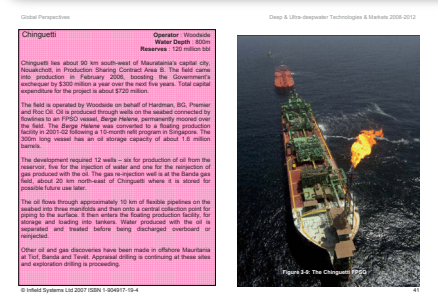 Global Perspectives
Deep & Ultra-deepwater Technologies & Markets 2008-2012
Chinguetti
Operator : Woodside
Water Depth : 800m
Reserves : 120 million bbl
Chinguetti lies about 90 km south-west of Maurataina's capital city,
Nouakchott, in Production Sharing Contract Area B. The field came
into production in February 2006, boosting the Government's
exchequer by $300 million a year over the next five years. Total capital
expenditure for the project is about $720 million.
The field is operated by Woodside on behalf of Hardman, BG, Premier
and Roc Oil. Oil is produced through wells on the seabed connected by
flowlines to an FPSO vessel, Berge Helene, permanently moored over
the field. The Berge Helene was converted to a floating production
facility in 2001-02 following a 10-month refit program in Singapore. The
300m long vessel has an oil storage capacity of about 1.6 million
barrels.
The development required 12 wells – six for production of oil from the
reservoir, five for the injection of water and one for the reinjection of
gas produced with the oil. The gas re-injection well is at the Banda gas
field, about 20 km north-east of Chinguetti where it is stored for
possible future use later.
The oil flows through approximately 10 km of flexible pipelines on the
seabed into three manifolds and then onto a central collection point for
piping to the surface. It then enters the floating production facility, for
storage and loading into tankers. Water produced with the oil is
separated and treated before being discharged overboard or
reinjected.
Other oil and gas discoveries have been made in offshore Mauritania
at Tiof, Banda and Tevét. Appraisal drilling is continuing at these sites
and exploration drilling is proceeding.
Figure 3-9: The Chinguetti FPSO
© Infield Systems Ltd 2007 ISBN 1-904917-19-4
41